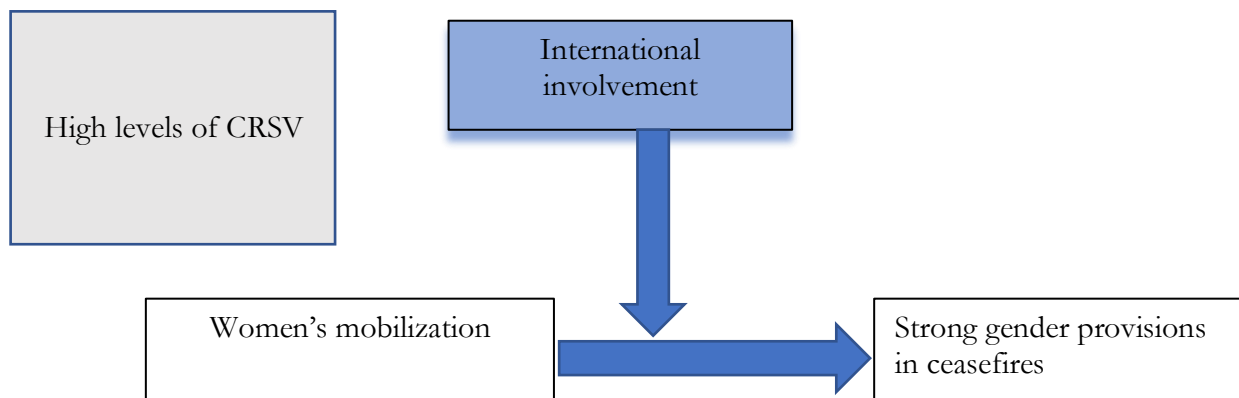 High levels of CRSV
International
involvement
Women’s mobilization
Strong gender provisions
in ceasefires